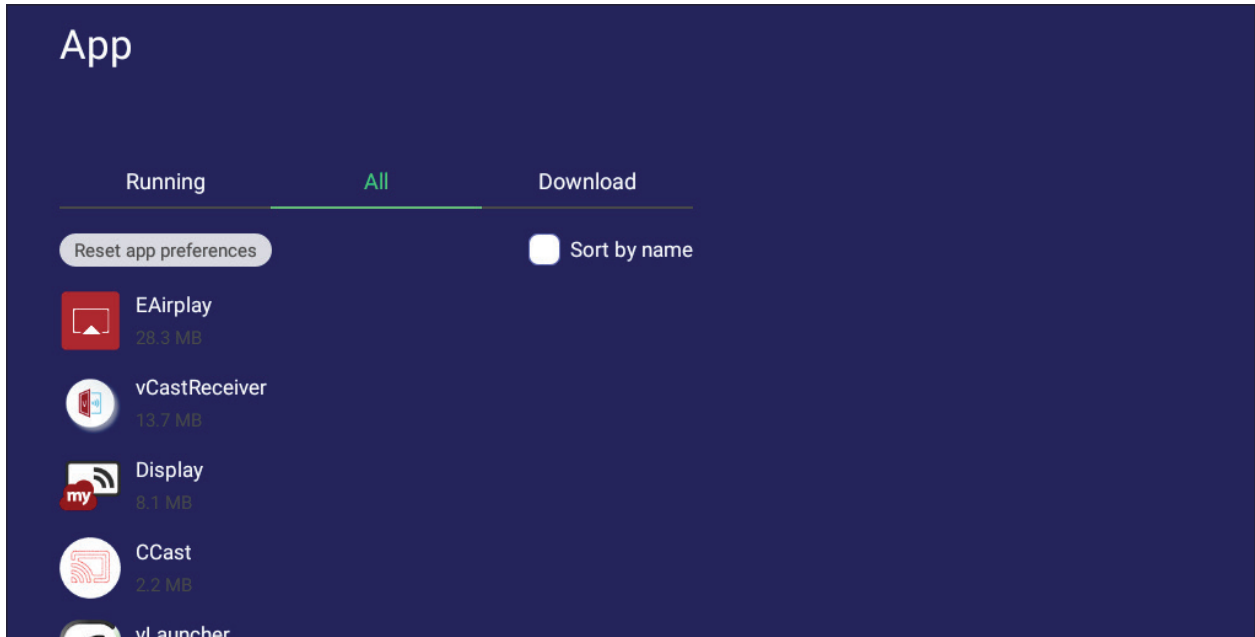 App
Running All Download
Reset app preferences Sort by name
EAirplay
28.3 MB
vCastReceiver
13.7 MB
my
Display
8.1 MB
CCast
2.2 MB
vLauncher